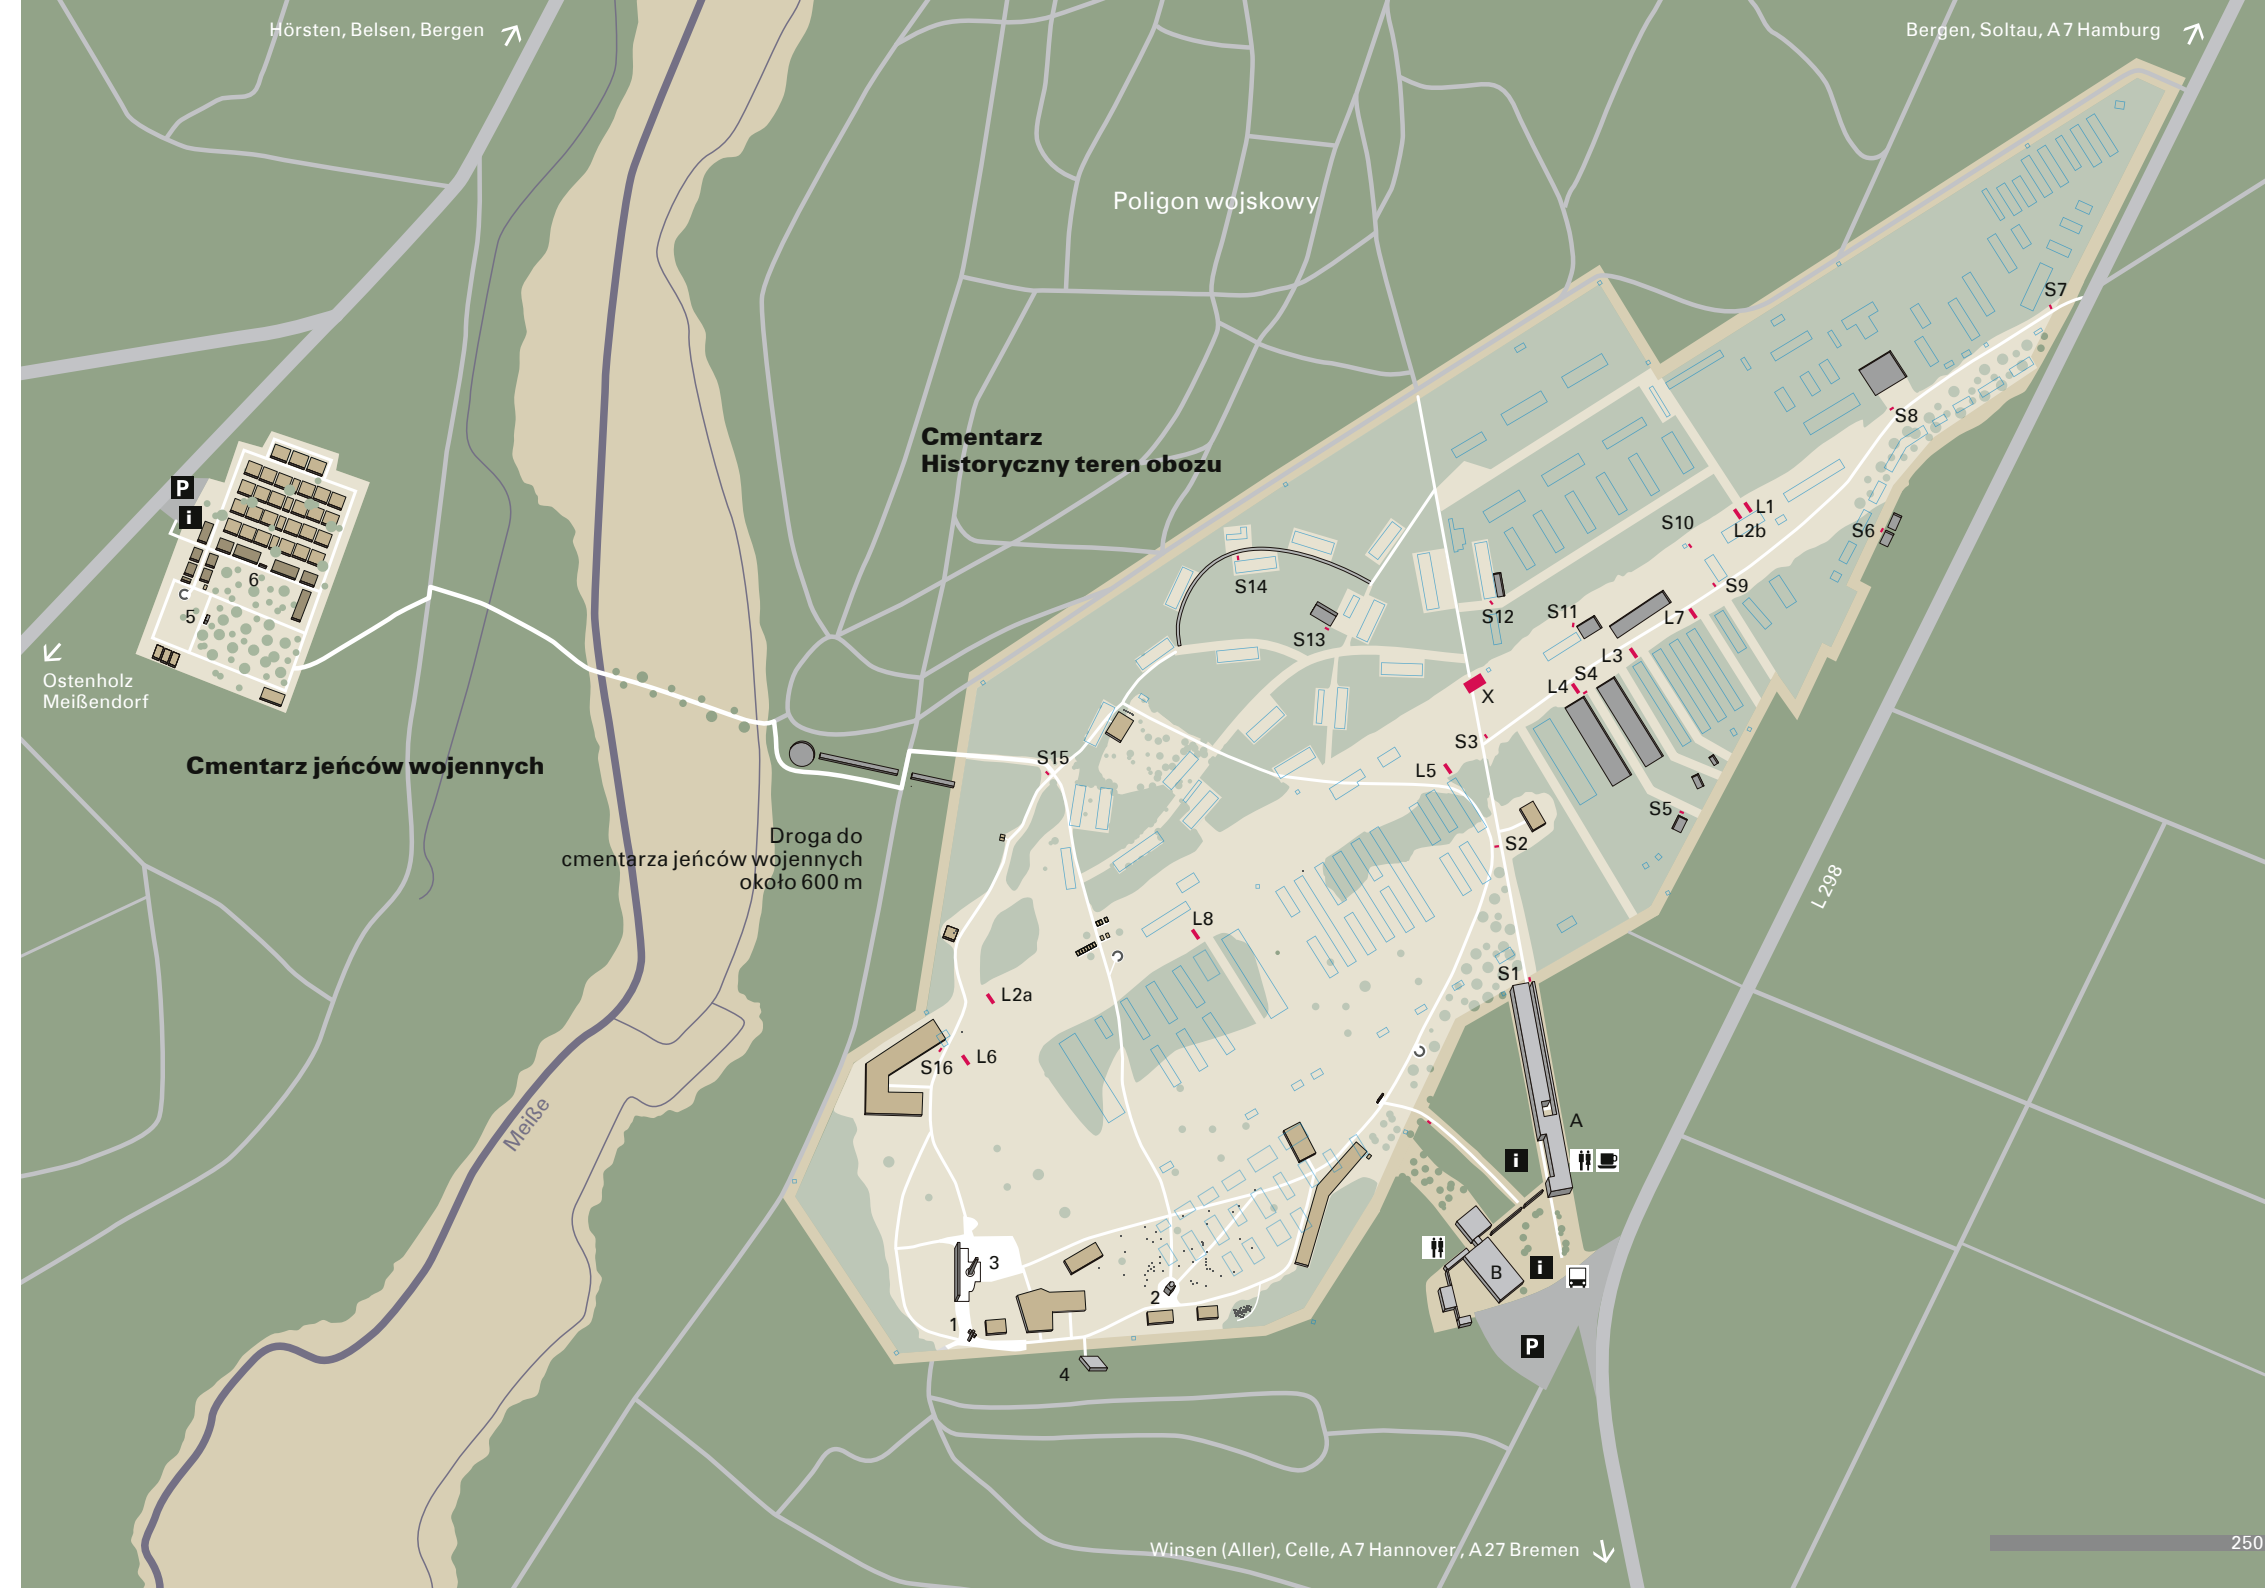 Hörsten, Belsen, Bergen
Bergen, Soltau, A 7 Hamburg
Poligon wojskowy
S7
S8
Cmentarz
Historyczny teren obozu
P
i
L1
L2b
S10
S6
S14
S9
S12
S11
L7
S13
6
5
L3
S4
L4
X
Ostenholz
Meißendorf
S3
L5
S15
Cmentarz jeńców wojennych
S5
Droga do
cmentarza jeńców wojennych
około 600 m
S2
L 298
L8
S1
L2a
L6
S16
Meiße
A
i
3
B
i
2
1
P
4
Winsen (Aller), Celle, A 7 Hannover, A 27 Bremen
250